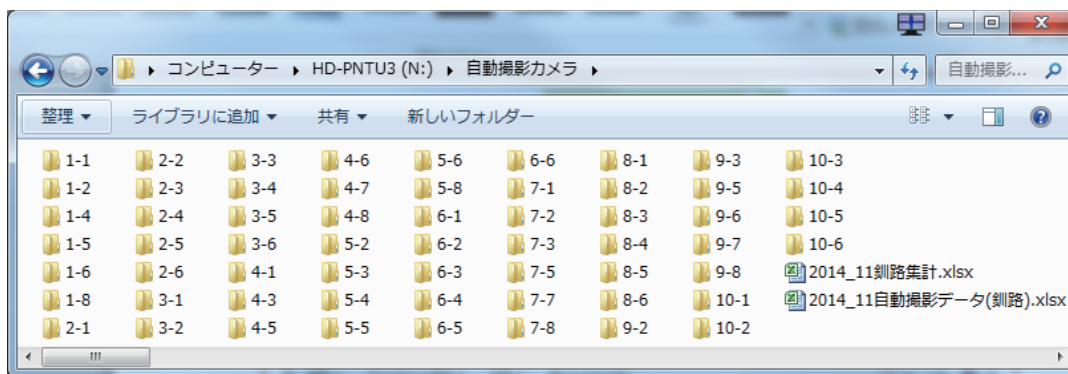 コンピューター ▸ HD-PNTU3 (N:) ▸ 自動撮影カメラ ▸
自動撮影...
整理 ライブラリに追加 共有 新しいフォルダー
1-1 2-2 3-3 4-6 5-6 6-6 8-1 9-3 10-3
1-2 2-3 3-4 4-7 5-8 7-1 8-2 9-5 10-4
1-4 2-4 3-5 4-8 6-1 7-2 8-3 9-6 10-5
1-5 2-5 3-6 5-2 6-2 7-3 8-4 9-7 10-6
1-6 2-6 4-1 5-3 6-3 7-5 8-5 9-8 2014_11釧路集計.xlsx
1-8 3-1 4-3 5-4 6-4 7-7 8-6 10-1 2014_11自動撮影データ(釧路).xlsx
2-1 3-2 4-5 5-5 6-5 7-8 9-2 10-2